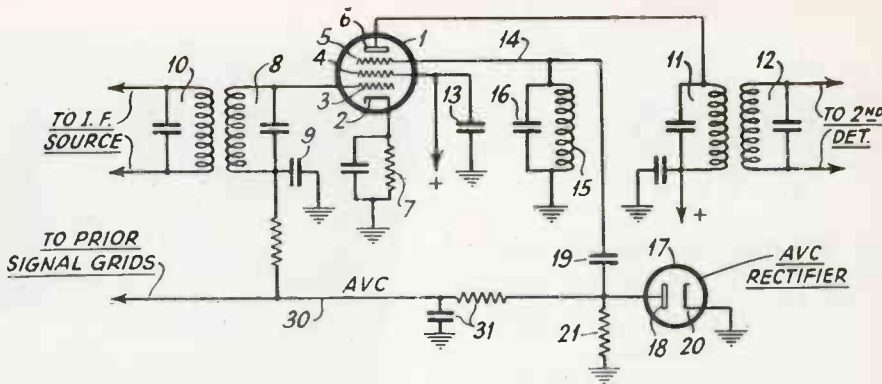 6
5
4
3
2
1
14
10
8
9
7
+
13
16
15
11
12
+
TO I.F.
SOURCE
TO 2ND
DET.
TO PRIOR
SIGNAL GRIDS
AVC
30
31
19
21
17
18
20
AVC
RECTIFIER